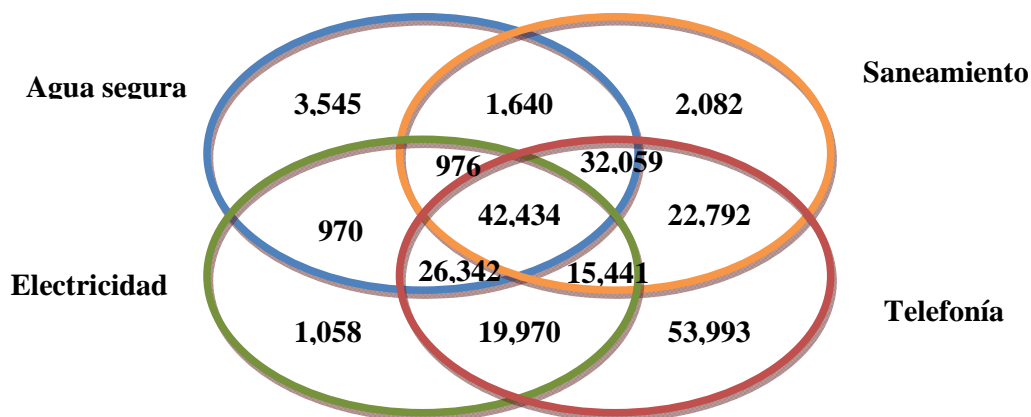 Saneamiento
Agua segura
3,545 1,640 2,082
976 32,059
42,434 22,792
970
26,342 15,441
Electricidad
Telefonía
1,058 19,970 53,993